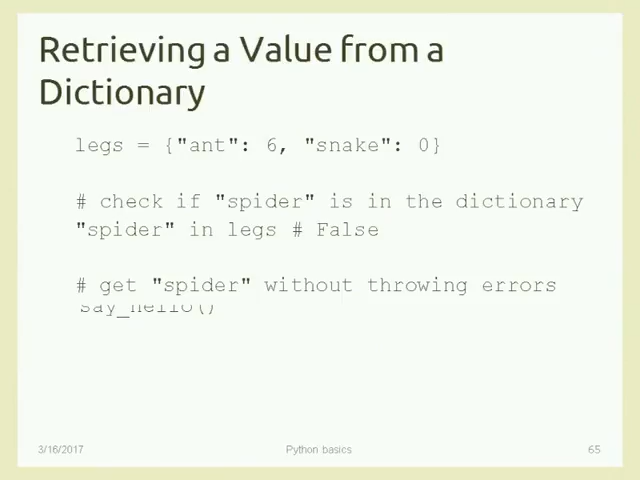 Retrieving a Value from a
Dictionary
legs = {"ant": 6, "snake": 0}
# check if "spider" is in the dictionary
"spider" in legs # False
# get "spider" without throwing errors
say_hello()
3/16/2017
Python basics
65